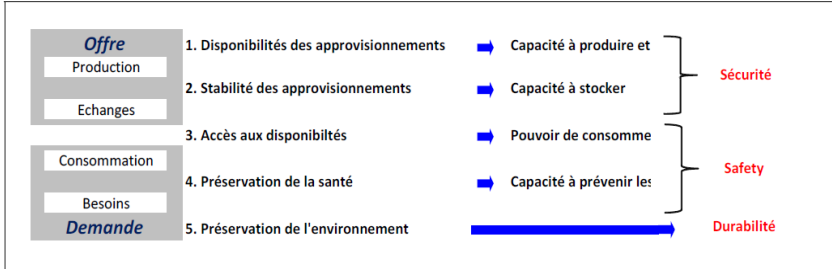 Offre
Production
Echanges
Consommation
Besoins
Demande
1. Disponibilités des approvisionnements
Capacité à produire et
2. Stabilité des approvisionnements
Capacité à stocker
3. Accès aux disponibiltés
Pouvoir de consomme
4. Préservation de la santé
Capacité à prévenir les
5. Préservation de l'environnement
Sécurité
Safety
Durabilité